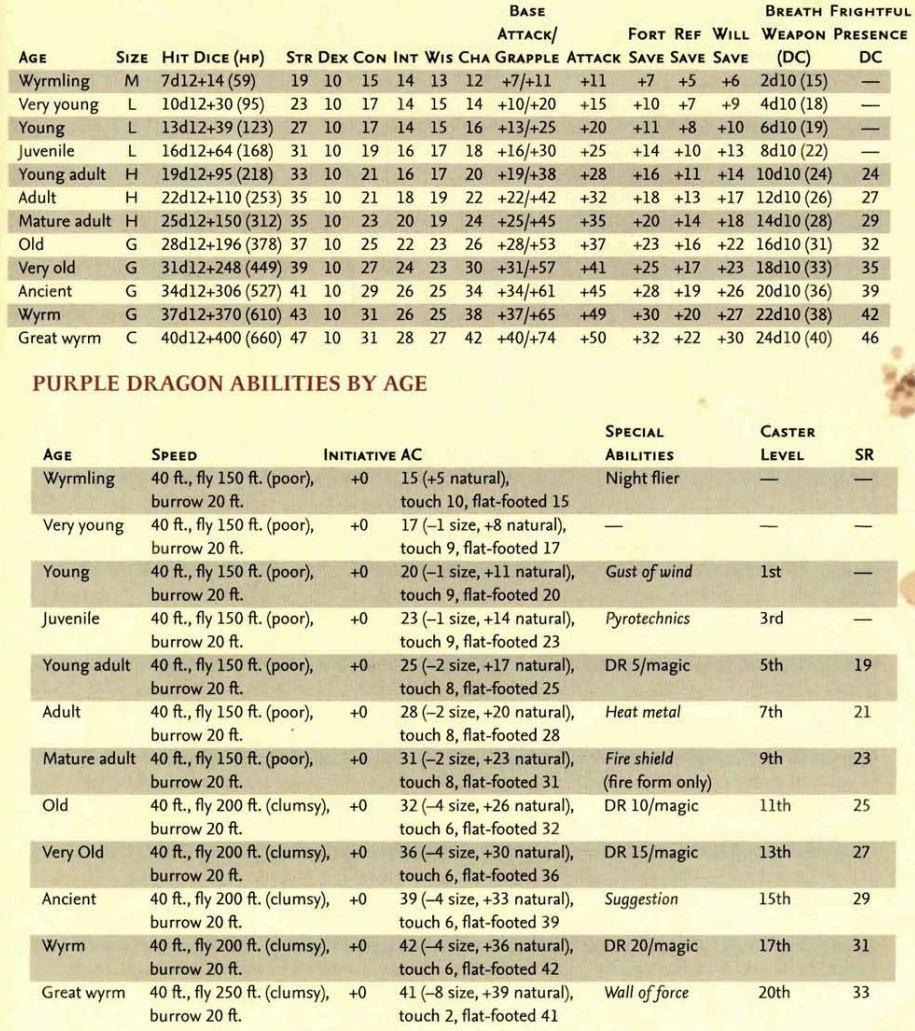 BASE BREATH FRIGHTFUL
ATTACK/ FORT REF WILL WEAPON PRESENCE
AGE SIZE HIT DICE (HP) STR DEX CON INT WIS CHA GRAPPLE ATTACK SAVE SAVE SAVE (DC) DC
Wyrmling M 7d12+14 (59) 19 10 15 14 13 12 +7/+11 +11 +7 +5 +6 2d10 (15) —
Very young L 10d12+30 (95) 23 10 17 14 15 14 +10/+20 +15 +10 +7 +9 4d10 (18) —
Young L 13d12+39 (123) 27 10 17 14 15 16 +13/+25 +20 +11 +8 +10 6d10 (19) —
Juvenile L 16d12+64 (168) 31 10 19 16 17 18 +16/+30 +25 +14 +10 +13 8d10 (22) —
Young adult H 19d12+95 (218) 33 10 21 16 17 20 +19/+38 +28 +16 +11 +14 10d10 (24) 24
Adult H 22d12+110 (253) 35 10 21 18 19 22 +22/+42 +32 +18 +13 +17 12d10 (26) 27
Mature adult H 25d12+150 (312) 35 10 23 20 19 24 +25/+45 +35 +20 +14 +18 14d10 (28) 29
Old G 28d12+196 (378) 37 10 25 22 23 26 +28/+53 +37 +23 +16 +22 16d10 (31) 32
Very old G 31d12+248 (449) 39 10 27 24 23 30 +31/+57 +41 +25 +17 +23 18d10 (33) 35
Ancient G 34d12+306 (527) 41 10 29 26 25 34 +34/+61 +45 +28 +19 +26 20d10 (36) 39
Wyrm G 37d12+370 (610) 43 10 31 26 25 38 +37/+65 +49 +30 +20 +27 22d10 (38) 42
Great wyrm C 40d12+400 (660) 47 10 31 28 27 42 +40/+74 +50 +32 +22 +30 24d10 (40) 46
PURPLE DRAGON ABILITIES BY AGE
SPECIAL CASTER
AGE SPEED INITIATIVE AC ABILITIES LEVEL SR
Wyrmling 40 ft., fly 150 ft. (poor), +0 15 (+5 natural), Night flier — —
burrow 20 ft. touch 10, flat-footed 15
Very young 40 ft., fly 150 ft. (poor), +0 17 (–1 size, +8 natural), — — —
burrow 20 ft. touch 9, flat-footed 17
Young 40 ft., fly 150 ft. (poor), +0 20 (–1 size, +11 natural), Gust of wind 1st —
burrow 20 ft. touch 9, flat-footed 20
Juvenile 40 ft., fly 150 ft. (poor), +0 23 (–1 size, +14 natural), Pyrotechnics 3rd —
burrow 20 ft. touch 9, flat-footed 23
Young adult 40 ft., fly 150 ft. (poor), +0 25 (–2 size, +17 natural), DR 5/magic 5th 19
burrow 20 ft. touch 8, flat-footed 25
Adult 40 ft., fly 150 ft. (poor), +0 28 (–2 size, +20 natural), Heat metal 7th 21
burrow 20 ft. touch 8, flat-footed 28
Mature adult 40 ft., fly 150 ft. (poor), +0 31 (–2 size, +23 natural), Fire shield 9th 23
burrow 20 ft. touch 8, flat-footed 31 (fire form only)
Old 40 ft., fly 200 ft. (clumsy), +0 32 (–4 size, +26 natural), DR 10/magic 11th 25
burrow 20 ft. touch 6, flat-footed 32
Very Old 40 ft., fly 200 ft. (clumsy), +0 36 (–4 size, +30 natural), DR 15/magic 13th 27
burrow 20 ft. touch 6, flat-footed 36
Ancient 40 ft., fly 200 ft. (clumsy), +0 39 (–4 size, +33 natural), Suggestion 15th 29
burrow 20 ft. touch 6, flat-footed 39
Wyrm 40 ft., fly 200 ft. (clumsy), +0 42 (–4 size, +36 natural), DR 20/magic 17th 31
burrow 20 ft. touch 6, flat-footed 42
Great wyrm 40 ft., fly 250 ft. (clumsy), +0 41 (–8 size, +39 natural), Wall of force 20th 33
burrow 20 ft. touch 2, flat-footed 41